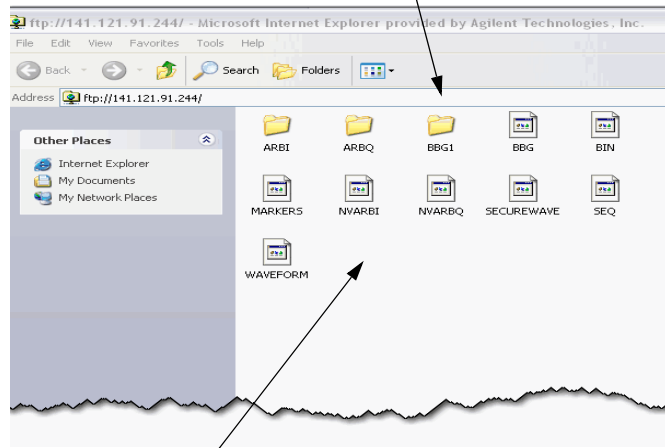 ftp://141.121.91.244/ - Microsoft Internet Explorer provided by Agilent Technologies, Inc.
File Edit View Favorites Tools Help
Back Search Folders
Address ftp://141.121.91.244/
Other Places
Internet Explorer
My Documents
My Network Places
ARBI ARBQ BBG1 BBG BIN
MARKERS NVARBI NVARBQ SECUREWAVE SEQ
WAVEFORM